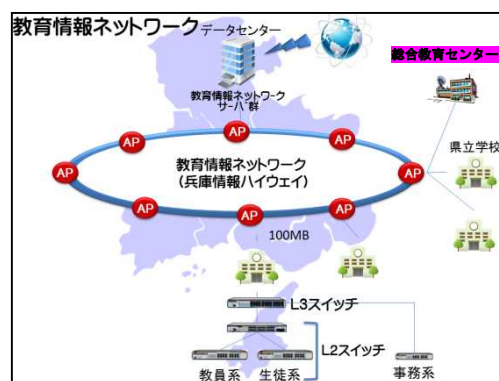 教育情報ネットワーク
データセンター
総合教育センター
教育情報ネットワーク
サーバ群
AP
AP
AP
AP
AP
教育情報ネットワーク
(兵庫情報ハイウェイ)
県立学校
AP
AP
AP
100MB
L3スイッチ
L2スイッチ
教員系
生徒系
事務系